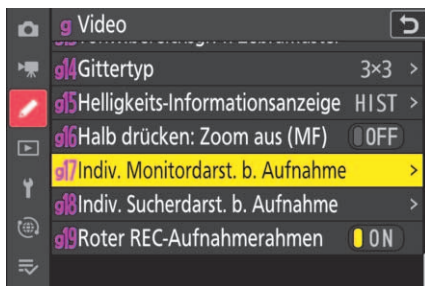 g Video
g14 Gittertyp 3×3 >
g15 Helligkeits-Informationsanzeige HIST >
g16 Halb drücken: Zoom aus (MF) OFF
g17 Indiv. Monitordarst. b. Aufnahme >
g18 Indiv. Sucherdarst. b. Aufnahme >
g19 Roter REC-Aufnahmerahmen ON